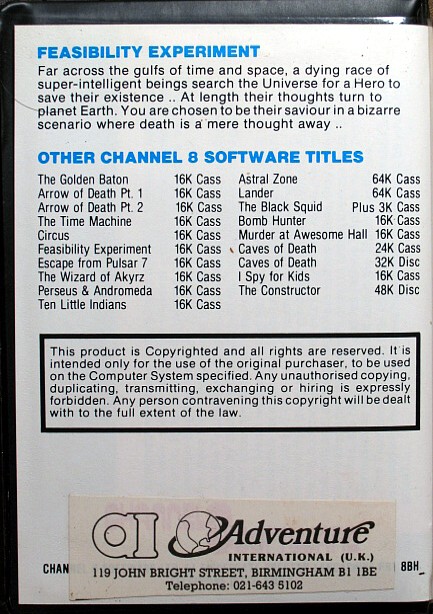 FEASIBILITY EXPERIMENT
Far across the gulfs of time and space, a dying race of
super-intelligent beings search the Universe for a Hero to
save their existence .. At length their thoughts turn to
planet Earth. You are chosen to be their saviour in a bizarre
scenario where death is a mere thought away ..
OTHER CHANNEL 8 SOFTWARE TITLES
The Golden Baton 16K Cass
Arrow of Death Pt. 1 16K Cass
Arrow of Death Pt. 2 16K Cass
The Time Machine 16K Cass
Circus 16K Cass
Feasibility Experiment 16K Cass
Escape from Pulsar 7 16K Cass
The Wizard of Akyrz 16K Cass
Perseus & Andromeda 16K Cass
Ten Little Indians 16K Cass
Astral Zone 64K Cass
Lander 64K Cass
The Black Squid Plus 3K Cass
Bomb Hunter 16K Cass
Murder at Awesome Hall 16K Cass
Caves of Death 24K Cass
Caves of Death 32K Disc
I Spy for Kids 16K Cass
The Constructor 48K Disc
This product is Copyrighted and all rights are reserved. It is
intended only for the use of the original purchaser, to be used
on the Computer System specified. Any unauthorised copying,
duplicating, transmitting, exchanging or hiring is expressly
forbidden. Any person contravening this copyright will be dealt
with to the full extent of the law.
AI Adventure
INTERNATIONAL (U.K.)
CHAN 8BH
119 JOHN BRIGHT STREET, BIRMINGHAM B1 1BE
Telephone: 021-643 5102